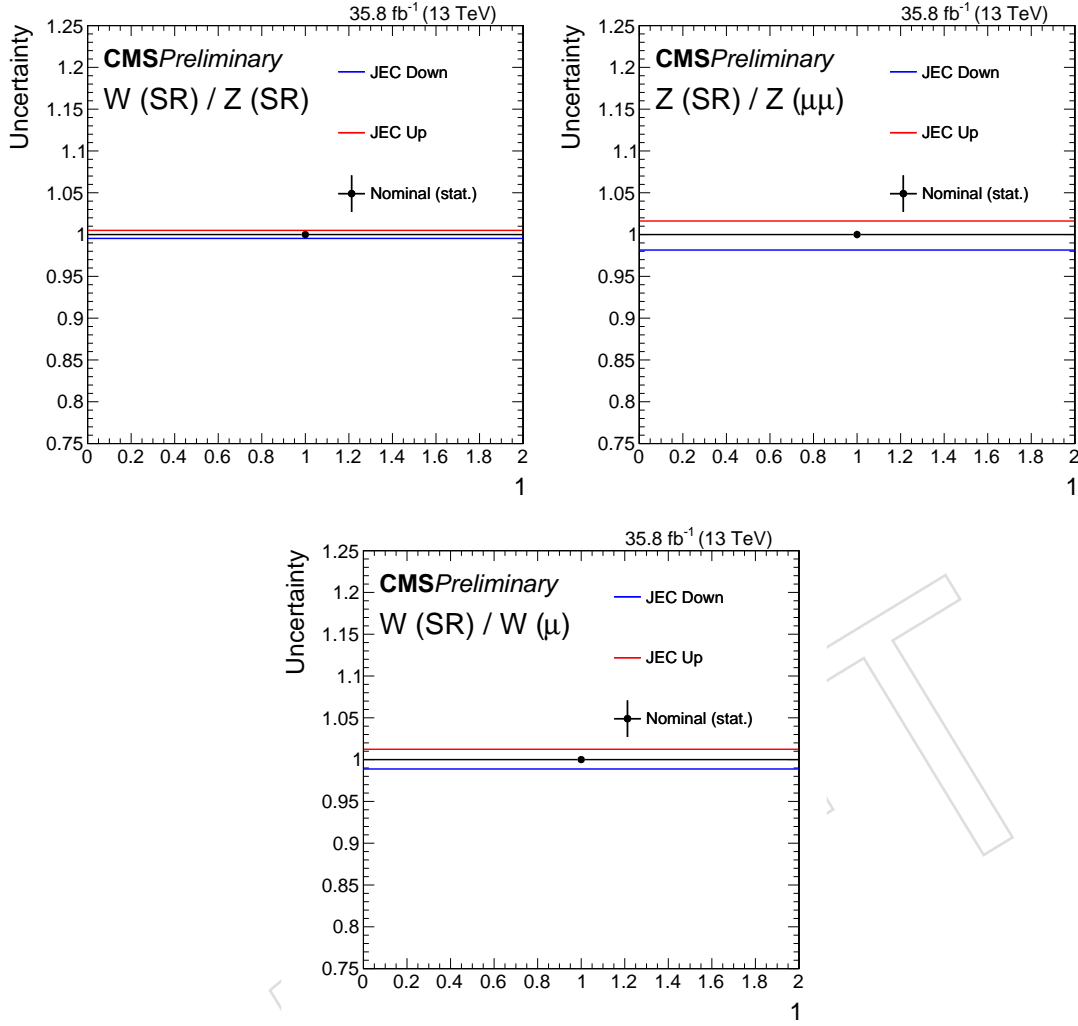 35.8 fb-1 (13 TeV)
Uncertainty
CMSPreliminary
W (SR) / Z (SR)
JEC Down
JEC Up
Nominal (stat.)
1.25
1.2
1.15
1.1
1.05
1
0.95
0.9
0.85
0.8
0.75
0 0.2 0.4 0.6 0.8 1 1.2 1.4 1.6 1.8 2
1
35.8 fb-1 (13 TeV)
Uncertainty
CMSPreliminary
Z (SR) / Z (μμ)
JEC Down
JEC Up
Nominal (stat.)
1.25
1.2
1.15
1.1
1.05
1
0.95
0.9
0.85
0.8
0.75
0 0.2 0.4 0.6 0.8 1 1.2 1.4 1.6 1.8 2
1
35.8 fb-1 (13 TeV)
Uncertainty
CMSPreliminary
W (SR) / W (μ)
JEC Down
JEC Up
Nominal (stat.)
1.25
1.2
1.15
1.1
1.05
1
0.95
0.9
0.85
0.8
0.75
0 0.2 0.4 0.6 0.8 1 1.2 1.4 1.6 1.8 2
1